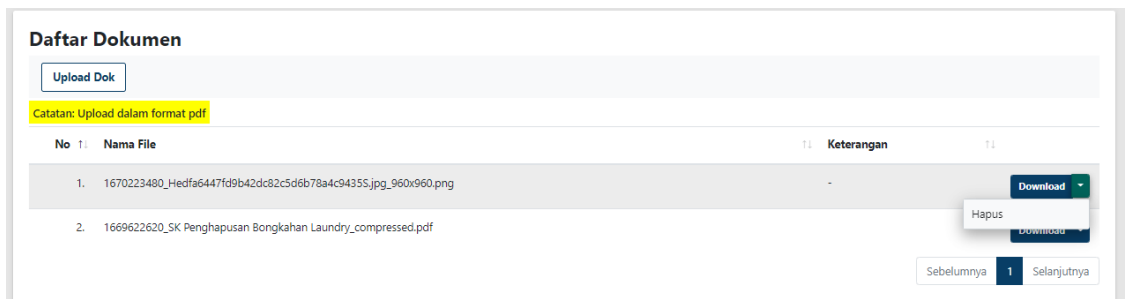 Daftar Dokumen
Upload Dok
Catatan: Upload dalam format pdf
No Nama File Keterangan
1. 1670223480_Hedfa6447fd9b42dc82c5d6b78a4c9435S.jpg_960x960.png - Download
Hapus
2. 1669622620_SK Penghapusan Bongkahan Laundry_compressed.pdf Download
Sebelumnya 1 Selanjutnya